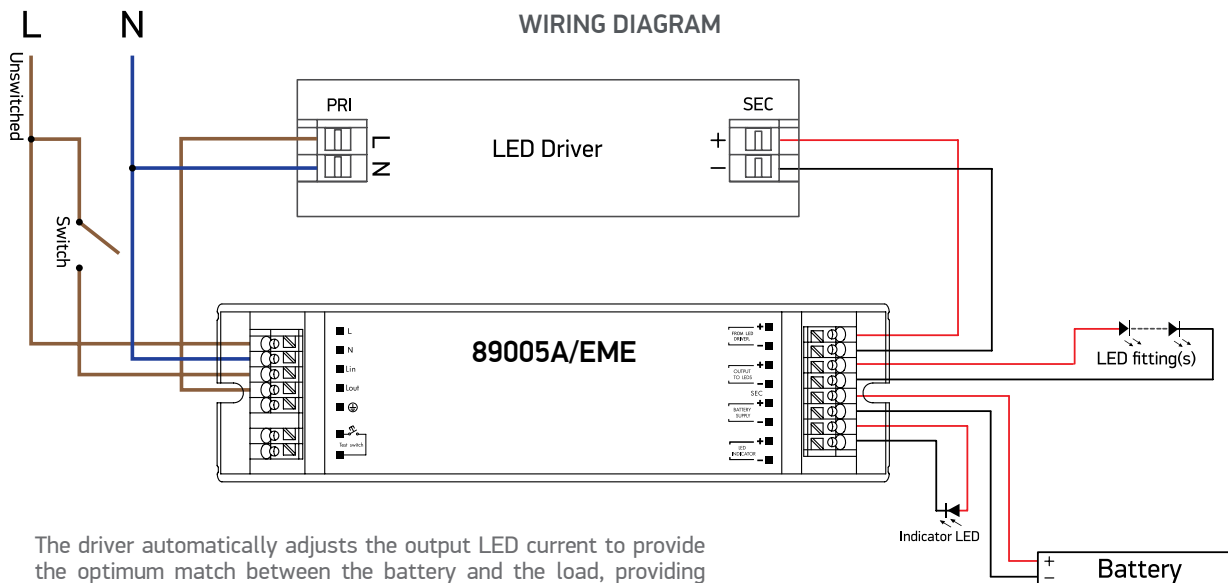 WIRING DIAGRAM
L N
Unswitched
Switch
PRI
L
N
LED Driver
SEC
+
−
89005A/EME
L
N
Lin
Lout
Test switch
FROM LED DRIVER.
+
−
OUTPUT TO LEDS
+
−
SEC
BATTERY SUPPLY
+
−
LED INDICATOR
+
−
LED fitting(s)
Indicator LED
+
−
Battery
The driver automatically adjusts the output LED current to provide
the optimum match between the battery and the load, providing